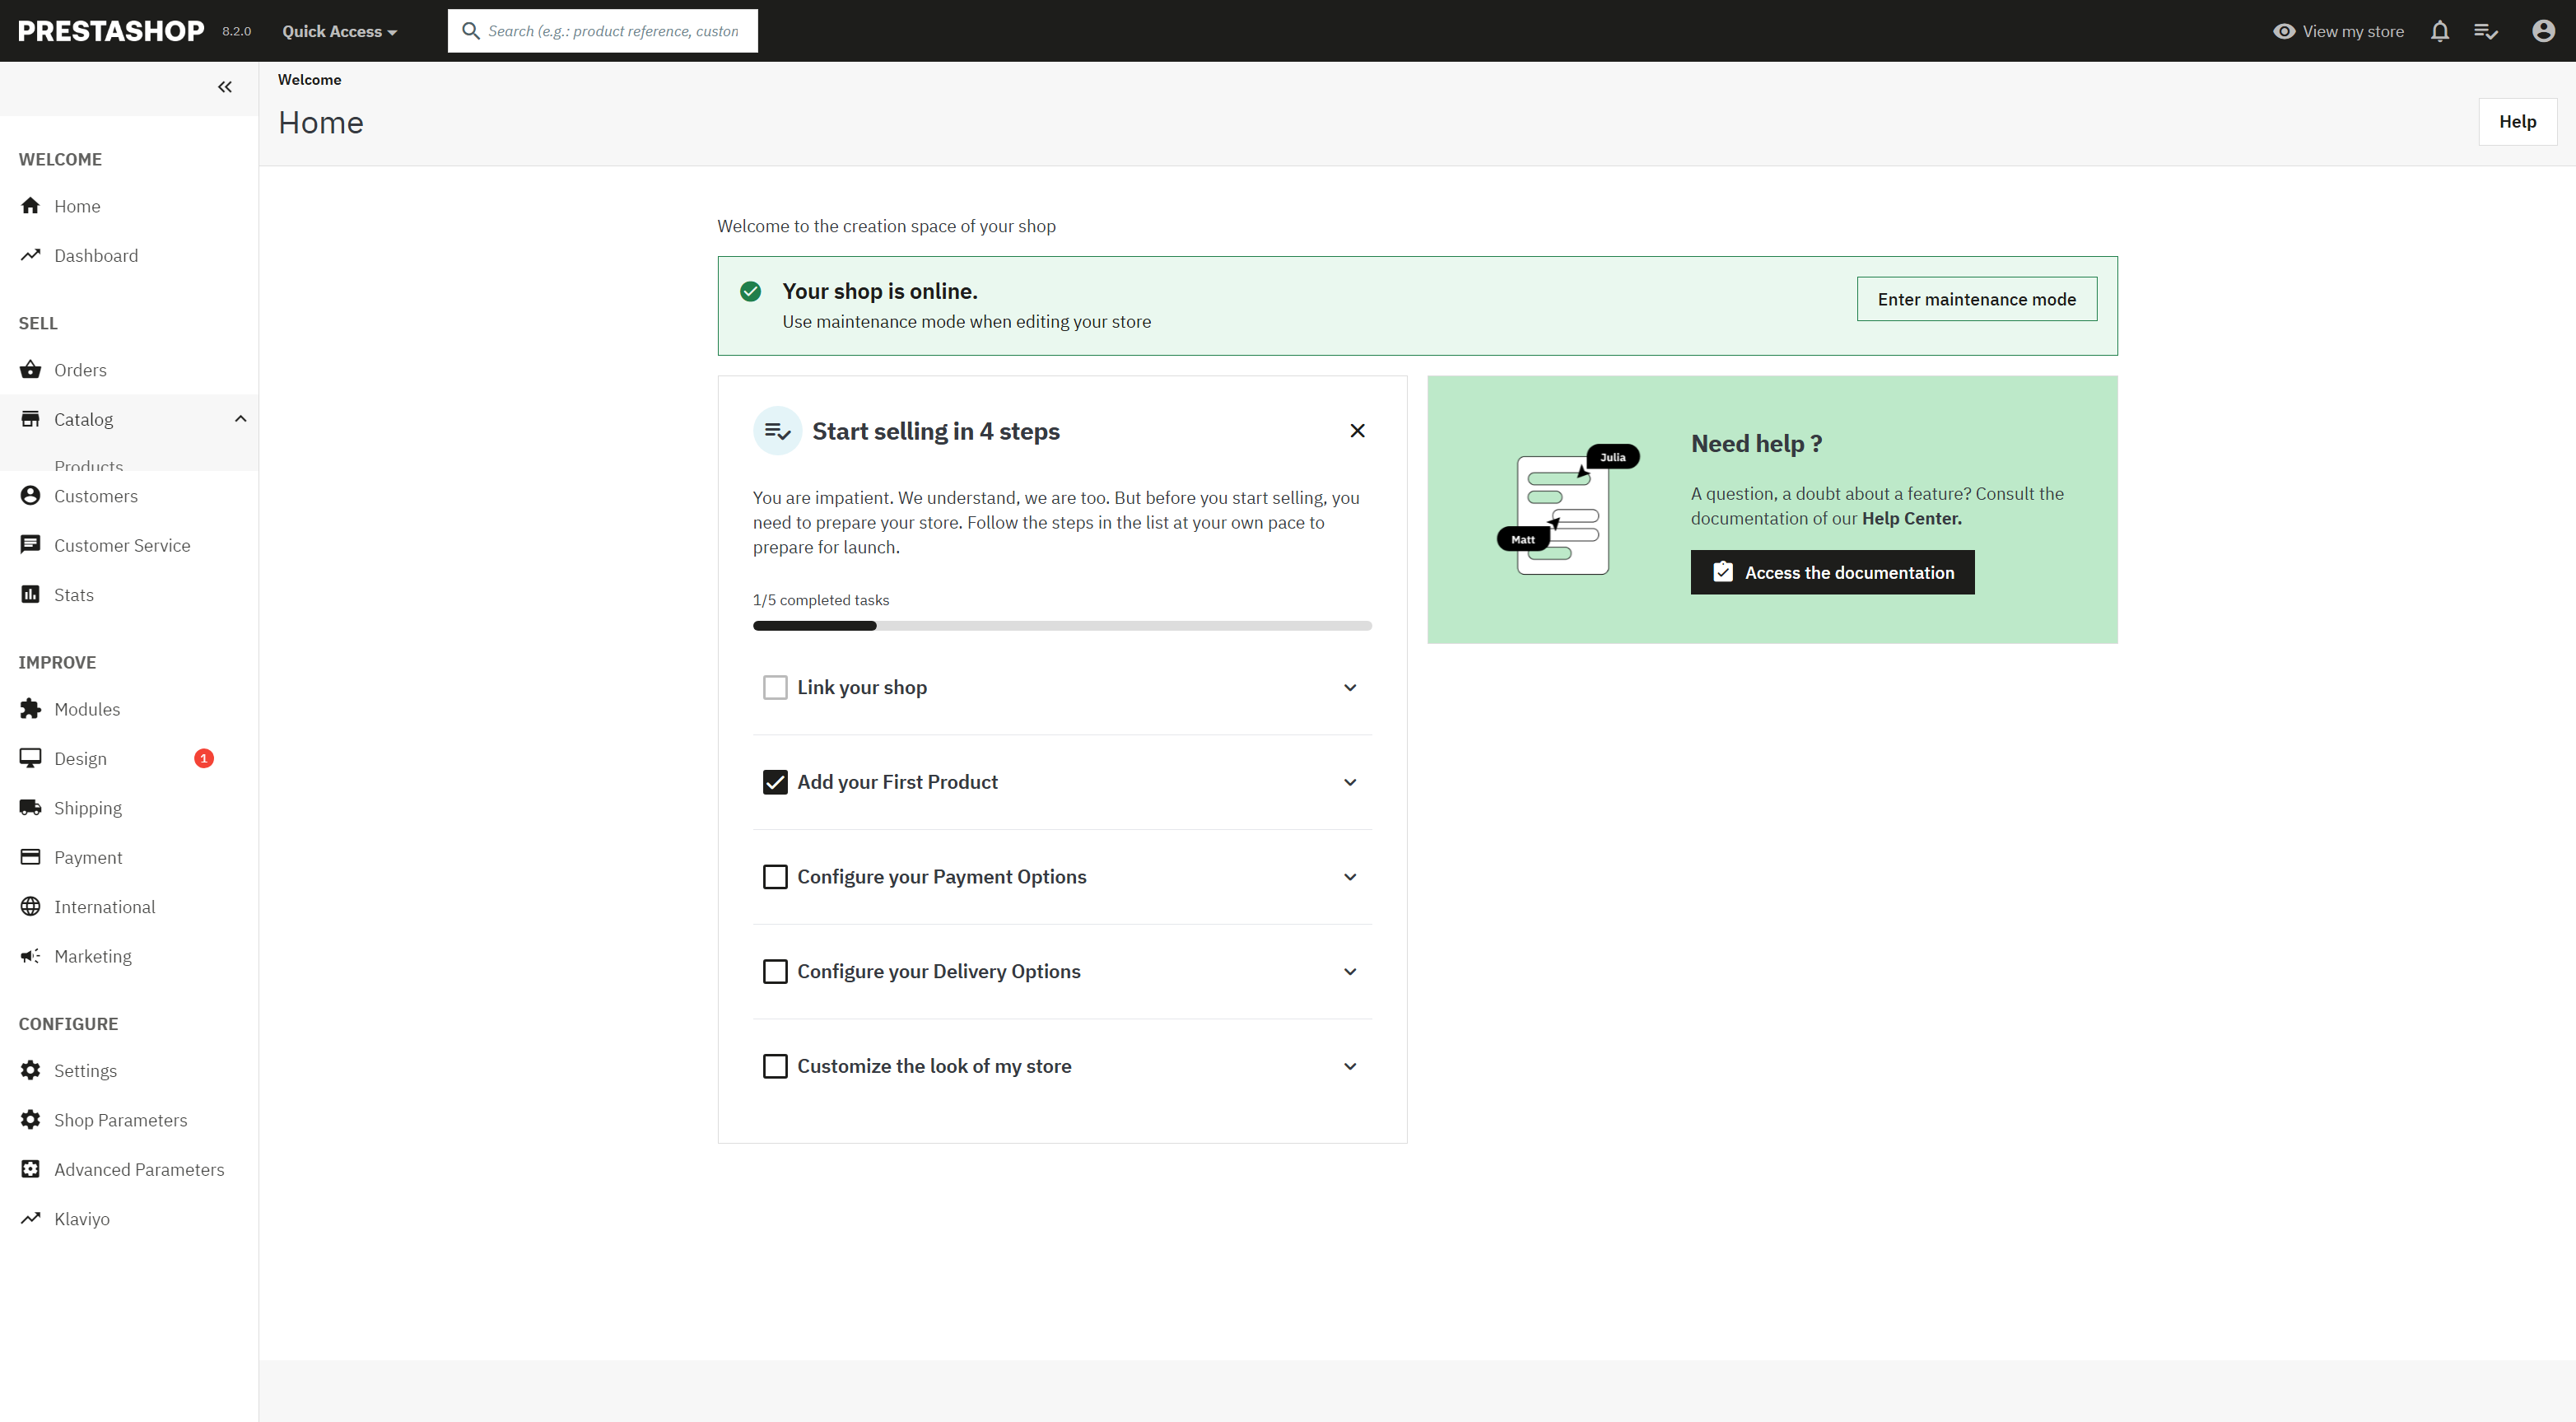 PRESTASHOP 8.2.0 Quick Access Search (e.g.: product reference, custon View my store
Welcome
Home
Help
WELCOME
Home
Dashboard
SELL
Orders
Catalog
Products
Customers
Customer Service
Stats
IMPROVE
Modules
Design 1
Shipping
Payment
International
Marketing
CONFIGURE
Settings
Shop Parameters
Advanced Parameters
Klaviyo
Welcome to the creation space of your shop
Your shop is online.
Use maintenance mode when editing your store
Enter maintenance mode
Start selling in 4 steps
You are impatient. We understand, we are too. But before you start selling, you
need to prepare your store. Follow the steps in the list at your own pace to
prepare for launch.
1/5 completed tasks
Link your shop
Add your First Product
Configure your Payment Options
Configure your Delivery Options
Customize the look of my store
Julia
Matt
Need help ?
A question, a doubt about a feature? Consult the
documentation of our Help Center.
Access the documentation